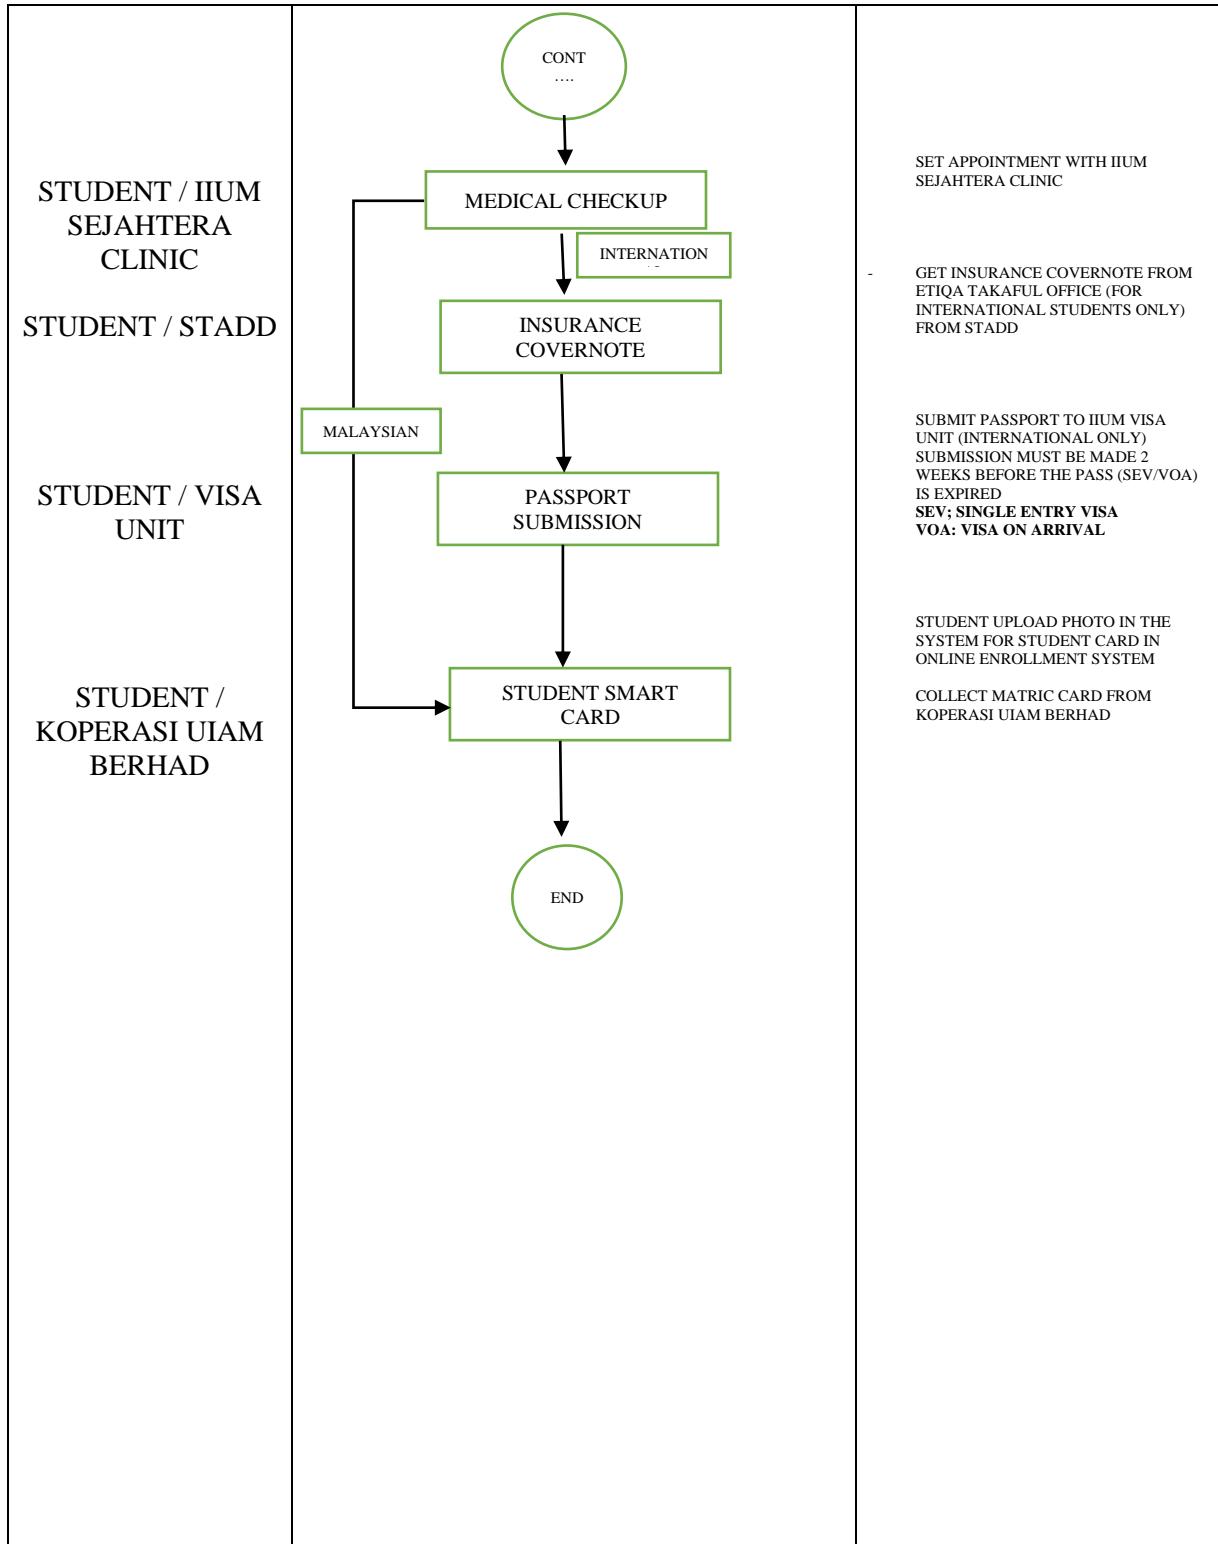 CONT
….
STUDENT / IIUM
SEJAHTERA
CLINIC
MEDICAL CHECKUP
SET APPOINTMENT WITH IIUM
SEJAHTERA CLINIC
INTERNATION
STUDENT / STADD
INSURANCE
COVERNOTE
- GET INSURANCE COVERNOTE FROM
ETIQA TAKAFUL OFFICE (FOR
INTERNATIONAL STUDENTS ONLY)
FROM STADD
MALAYSIAN
STUDENT / VISA
UNIT
PASSPORT
SUBMISSION
SUBMIT PASSPORT TO IIUM VISA
UNIT (INTERNATIONAL ONLY)
SUBMISSION MUST BE MADE 2
WEEKS BEFORE THE PASS (SEV/VOA)
IS EXPIRED
SEV; SINGLE ENTRY VISA
VOA: VISA ON ARRIVAL
STUDENT /
KOPERASI UIAM
BERHAD
STUDENT SMART
CARD
STUDENT UPLOAD PHOTO IN THE
SYSTEM FOR STUDENT CARD IN
ONLINE ENROLLMENT SYSTEM
COLLECT MATRIC CARD FROM
KOPERASI UIAM BERHAD
END